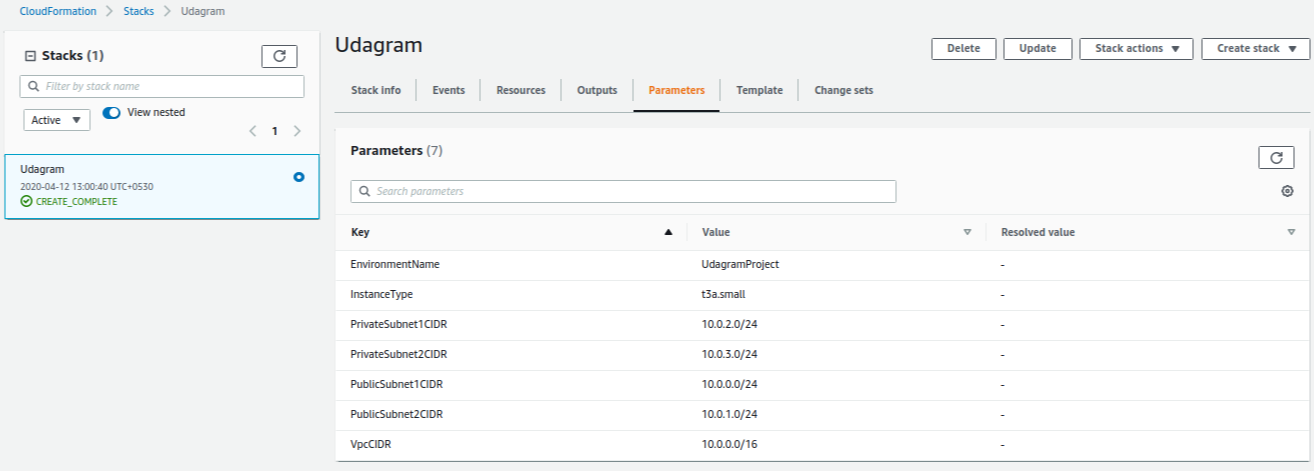 CloudFormation > Stacks > Udagram
Stacks (1)
Filter by stack name
Active
View nested
< 1 >
Udagram
2020-04-12 13:00:40 UTC+0530
CREATE_COMPLETE
Udagram
Delete Update Stack actions Create stack
Stack info Events Resources Outputs Parameters Template Change sets
Parameters (7)
Search parameters
Key Value Resolved value
EnvironmentName UdagramProject -
InstanceType t3a.small -
PrivateSubnet1CIDR 10.0.2.0/24 -
PrivateSubnet2CIDR 10.0.3.0/24 -
PublicSubnet1CIDR 10.0.0.0/24 -
PublicSubnet2CIDR 10.0.1.0/24 -
VpcCIDR 10.0.0.0/16 -